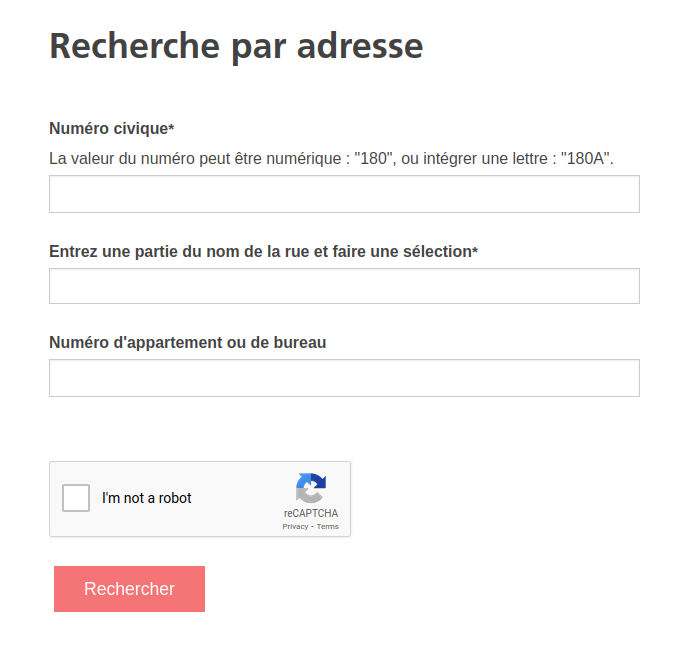 Recherche par adresse
Numéro civique*
La valeur du numéro peut être numérique : "180", ou intégrer une lettre : "180A".
Entrez une partie du nom de la rue et faire une sélection*
Numéro d'appartement ou de bureau
I'm not a robot
reCAPTCHA
Privacy - Terms
Rechercher